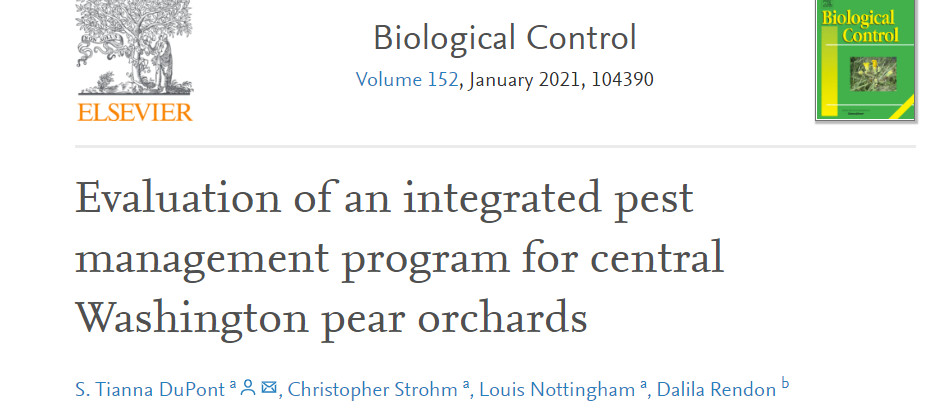 Biological Control
Volume 152, January 2021, 104390
ELSEVIER
Biological
Control
Evaluation of an integrated pest
management program for central
Washington pear orchards
S. Tianna DuPont a, Christopher Strohm a, Louis Nottingham a, Dalila Rendon b